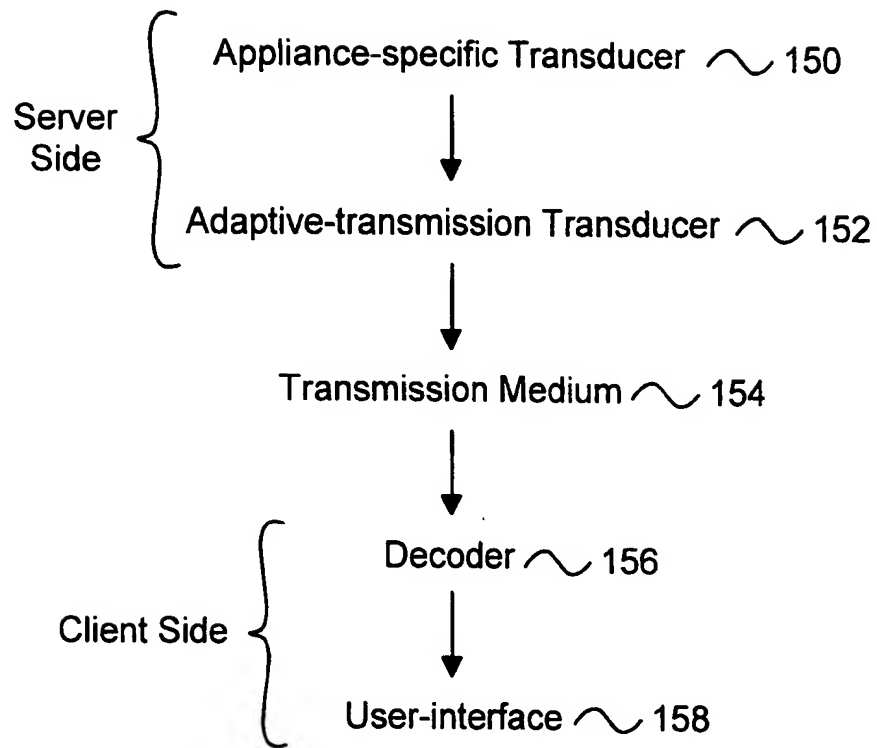 Appliance-specific Transducer 150
Server
Side
Adaptive-transmission Transducer 152
Transmission Medium 154
Decoder 156
Client Side
User-interface 158